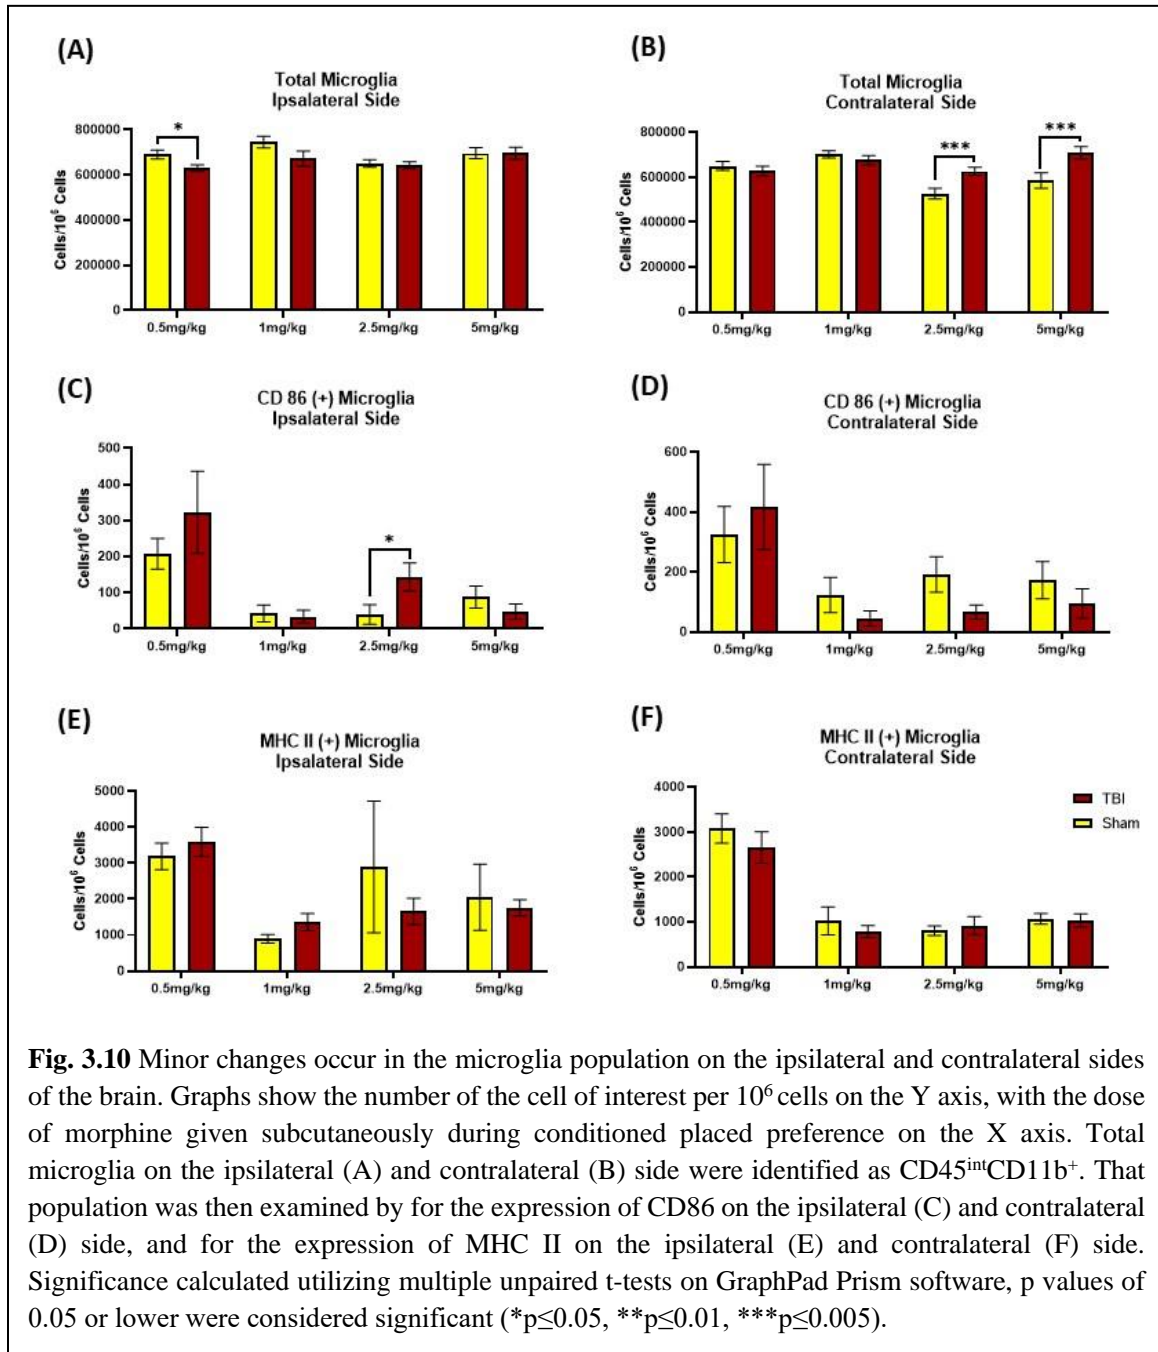 (A)
Total Microglia
Ipsalateral Side
Cells/10⁶ Cells
800000
600000
400000
200000
0
*
0.5mg/kg 1mg/kg 2.5mg/kg 5mg/kg
(B)
Total Microglia
Contralateral Side
Cells/10⁶ Cells
800000
600000
400000
200000
0
***
***
0.5mg/kg 1mg/kg 2.5mg/kg 5mg/kg
(C)
CD 86 (+) Microglia
Ipsalateral Side
Cells/10⁶ Cells
500
400
300
200
100
0
*
0.5mg/kg 1mg/kg 2.5mg/kg 5mg/kg
(D)
CD 86 (+) Microglia
Contralateral Side
Cells/10⁶ Cells
600
400
200
0
0.5mg/kg 1mg/kg 2.5mg/kg 5mg/kg
(E)
MHC II (+) Microglia
Ipsalateral Side
Cells/10⁶ Cells
5000
4000
3000
2000
1000
0
0.5mg/kg 1mg/kg 2.5mg/kg 5mg/kg
(F)
MHC II (+) Microglia
Contralateral Side
Cells/10⁶ Cells
4000
3000
2000
1000
0
0.5mg/kg 1mg/kg 2.5mg/kg 5mg/kg
TBI
Sham
Fig. 3.10 Minor changes occur in the microglia population on the ipsilateral and contralateral sides
of the brain. Graphs show the number of the cell of interest per 10⁶ cells on the Y axis, with the dose
of morphine given subcutaneously during conditioned placed preference on the X axis. Total
microglia on the ipsilateral (A) and contralateral (B) side were identified as CD45ⁱⁿᵗCD11b⁺. That
population was then examined by for the expression of CD86 on the ipsilateral (C) and contralateral
(D) side, and for the expression of MHC II on the ipsilateral (E) and contralateral (F) side.
Significance calculated utilizing multiple unpaired t-tests on GraphPad Prism software, p values of
0.05 or lower were considered significant (*p≤0.05, **p≤0.01, ***p≤0.005).